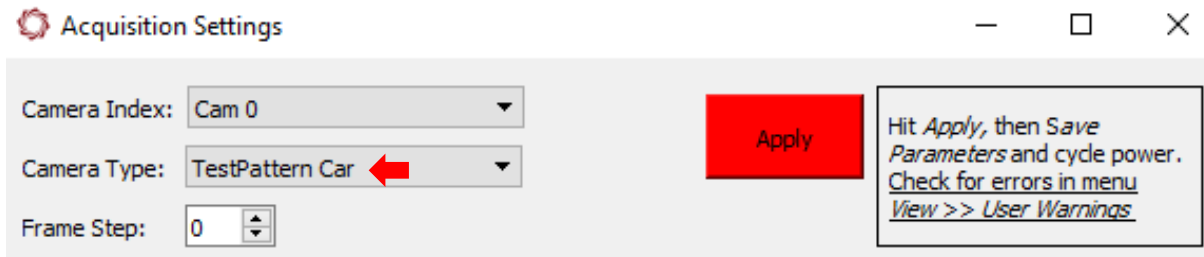 Acquisition Settings
Camera Index: Cam 0
Camera Type: TestPattern Car
Frame Step: 0
Apply
Hit Apply, then Save
Parameters and cycle power.
Check for errors in menu
View >> User Warnings